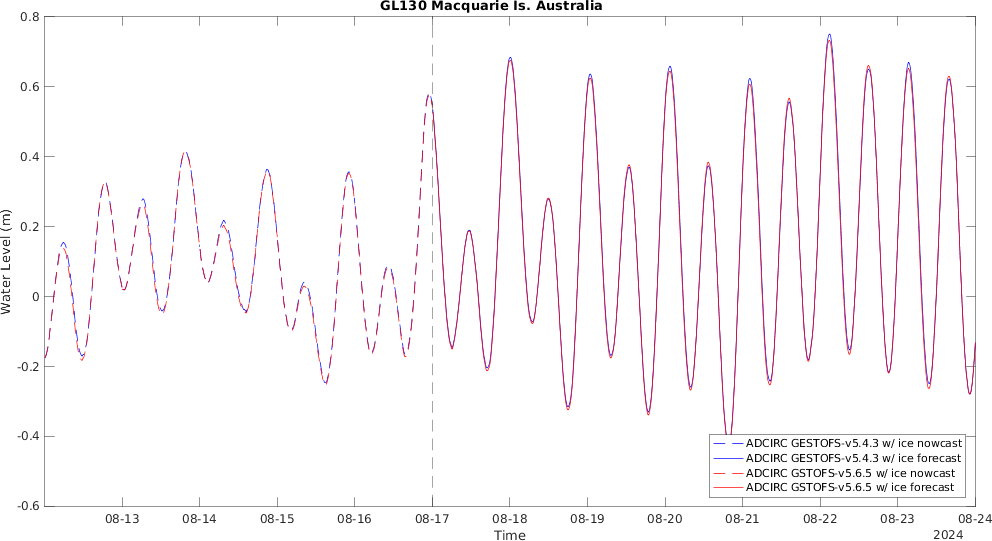 GL130 Macquarie Is. Australia
0.8
0.6
0.4
0.2
0
-0.2
-0.4
-0.6
Water Level (m)
ADCIRC GESTOFS-v5.4.3 w/ ice nowcast
ADCIRC GESTOFS-v5.4.3 w/ ice forecast
ADCIRC GSTOFS-v5.6.5 w/ ice nowcast
ADCIRC GSTOFS-v5.6.5 w/ ice forecast
08-13 08-14 08-15 08-16 08-17 08-18 08-19 08-20 08-21 08-22 08-23 08-24
Time
2024